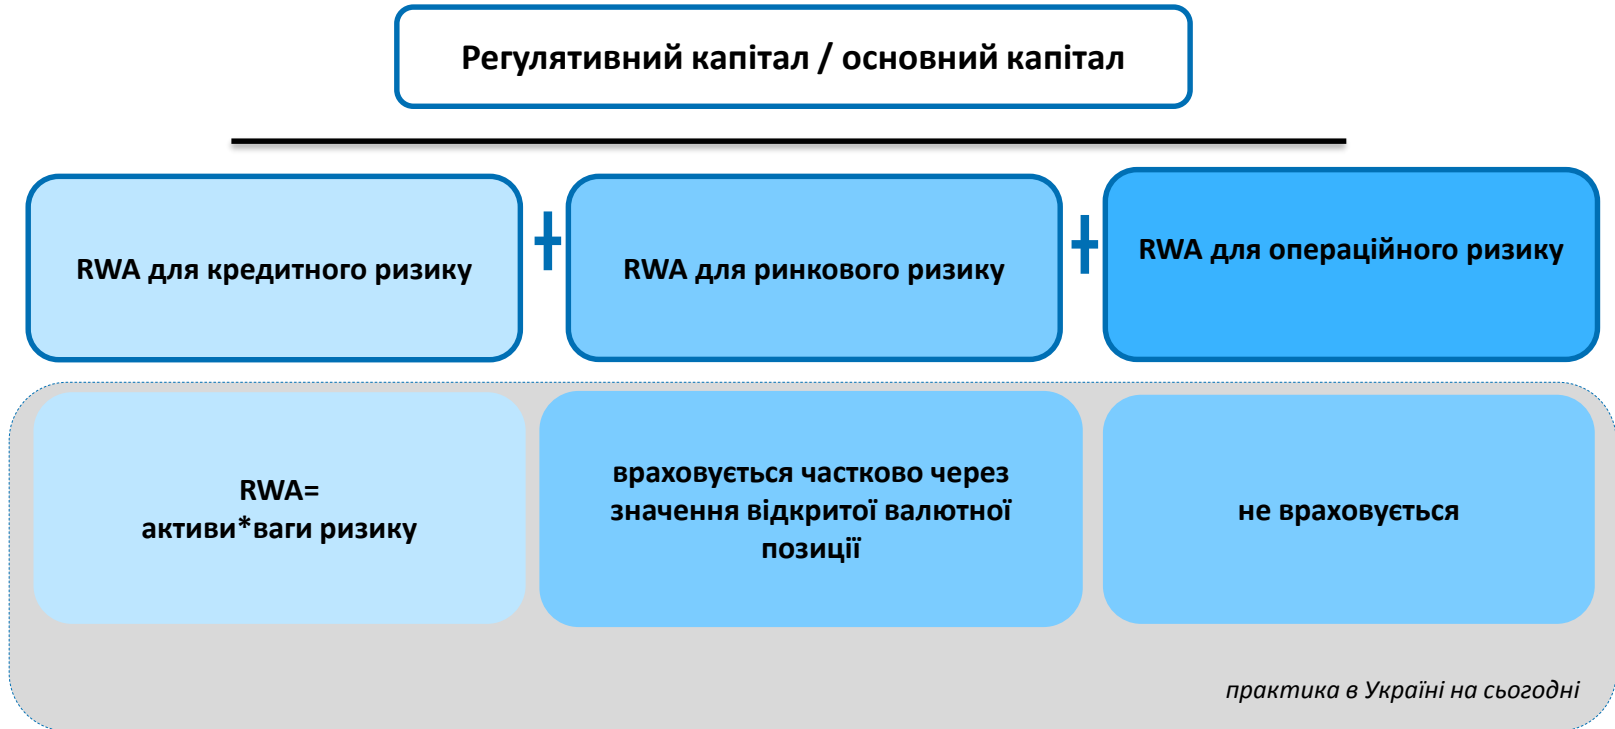 Регулятивний капітал / основний капітал
RWA для кредитного ризику
+
RWA для ринкового ризику
+
RWA для операційного ризику
RWA=
активи*ваги ризику
враховується частково через
значення відкритої валютної
позиції
не враховується
практика в Україні на сьогодні